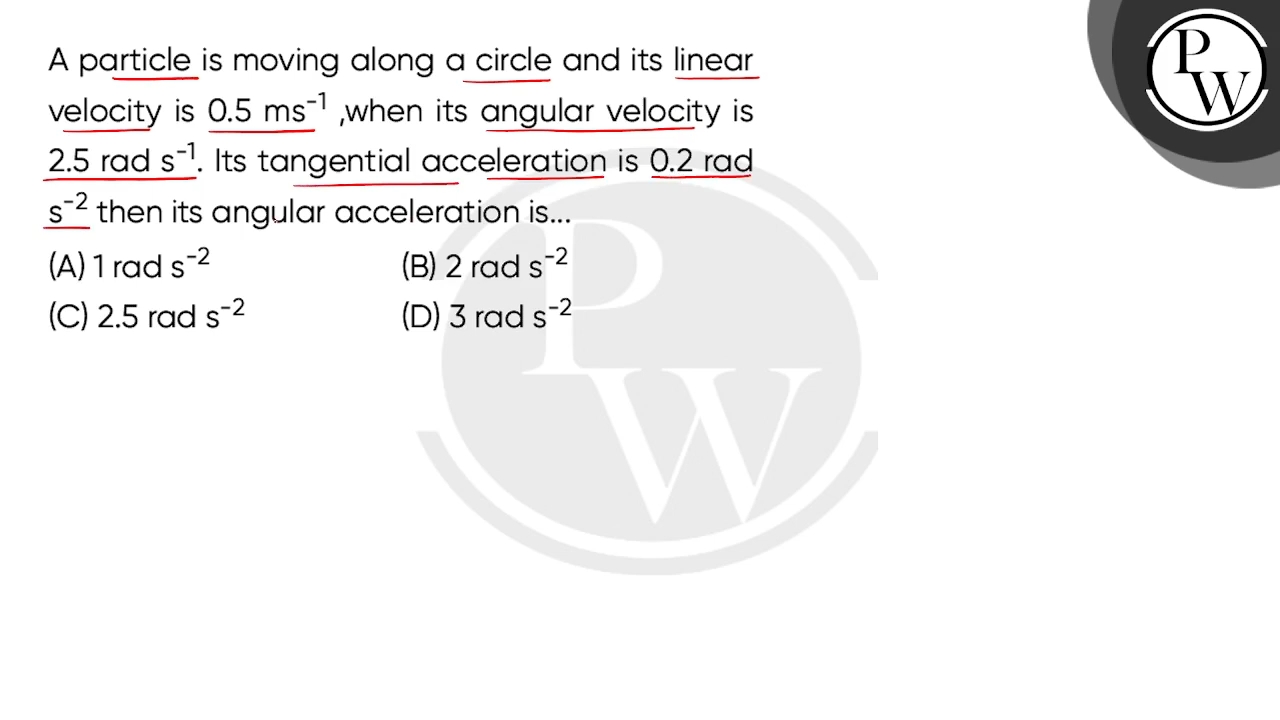 A particle is moving along a circle and its linear
velocity is 0.5 ms⁻¹ ,when its angular velocity is
2.5 rad s⁻¹. Its tangential acceleration is 0.2 rad
s⁻² then its angular acceleration is...
(A) 1 rad s⁻² (B) 2 rad s⁻²
(C) 2.5 rad s⁻² (D) 3 rad s⁻²
P
W
P
W